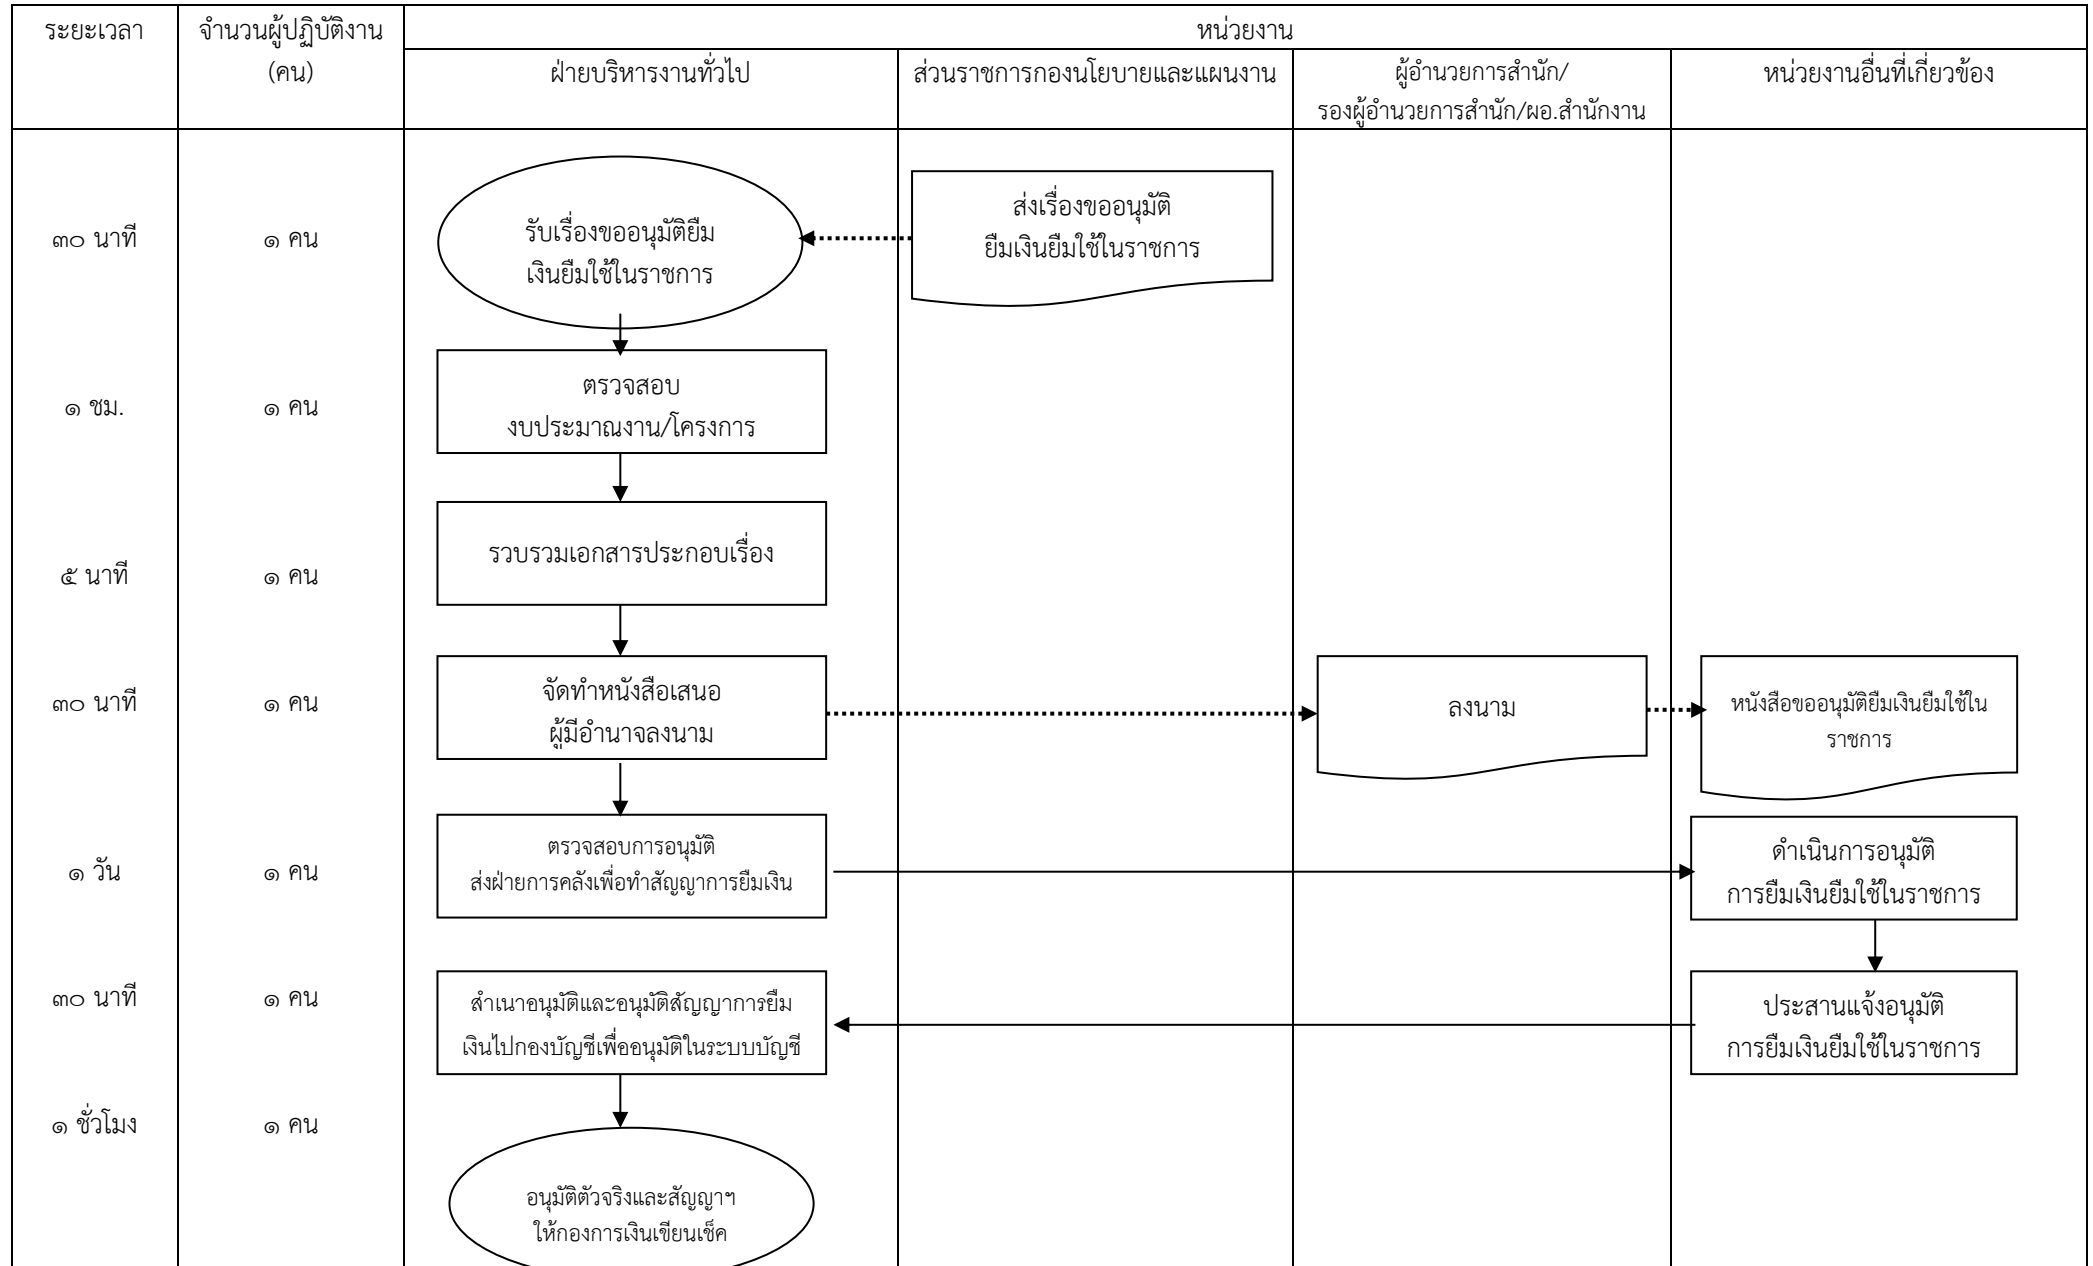 ระยะเวลา
จำนวนผู้ปฏิบัติงาน
(คน)
หน่วยงาน
ฝ่ายบริหารงานทั่วไป
ส่วนราชการกองนโยบายและแผนงาน
ผู้อำนวยการสำนัก/
รองผู้อำนวยการสำนัก/ผอ.สำนักงาน
หน่วยงานอื่นที่เกี่ยวข้อง
๓๐ นาที
๑ คน
รับเรื่องขออนุมัติยืม
เงินยืมใช้ในราชการ
ส่งเรื่องขออนุมัติ
ยืมเงินยืมใช้ในราชการ
๑ ชม.
๑ คน
ตรวจสอบ
งบประมาณงาน/โครงการ
๕ นาที
๑ คน
รวบรวมเอกสารประกอบเรื่อง
๓๐ นาที
๑ คน
จัดทำหนังสือเสนอ
ผู้มีอำนาจลงนาม
ลงนาม
หนังสือขออนุมัติยืมเงินยืมใช้ใน
ราชการ
๑ วัน
๑ คน
ตรวจสอบการอนุมัติ
ส่งฝ่ายการคลังเพื่อทำสัญญาการยืมเงิน
ดำเนินการอนุมัติ
การยืมเงินยืมใช้ในราชการ
๓๐ นาที
๑ คน
สำเนาอนุมัติและอนุมัติสัญญาการยืม
เงินไปกองบัญชีเพื่ออนุมัติในระบบบัญชี
ประสานแจ้งอนุมัติ
การยืมเงินยืมใช้ในราชการ
๑ ชั่วโมง
๑ คน
อนุมัติตัวจริงและสัญญาฯ
ให้กองการเงินเขียนเช็ค